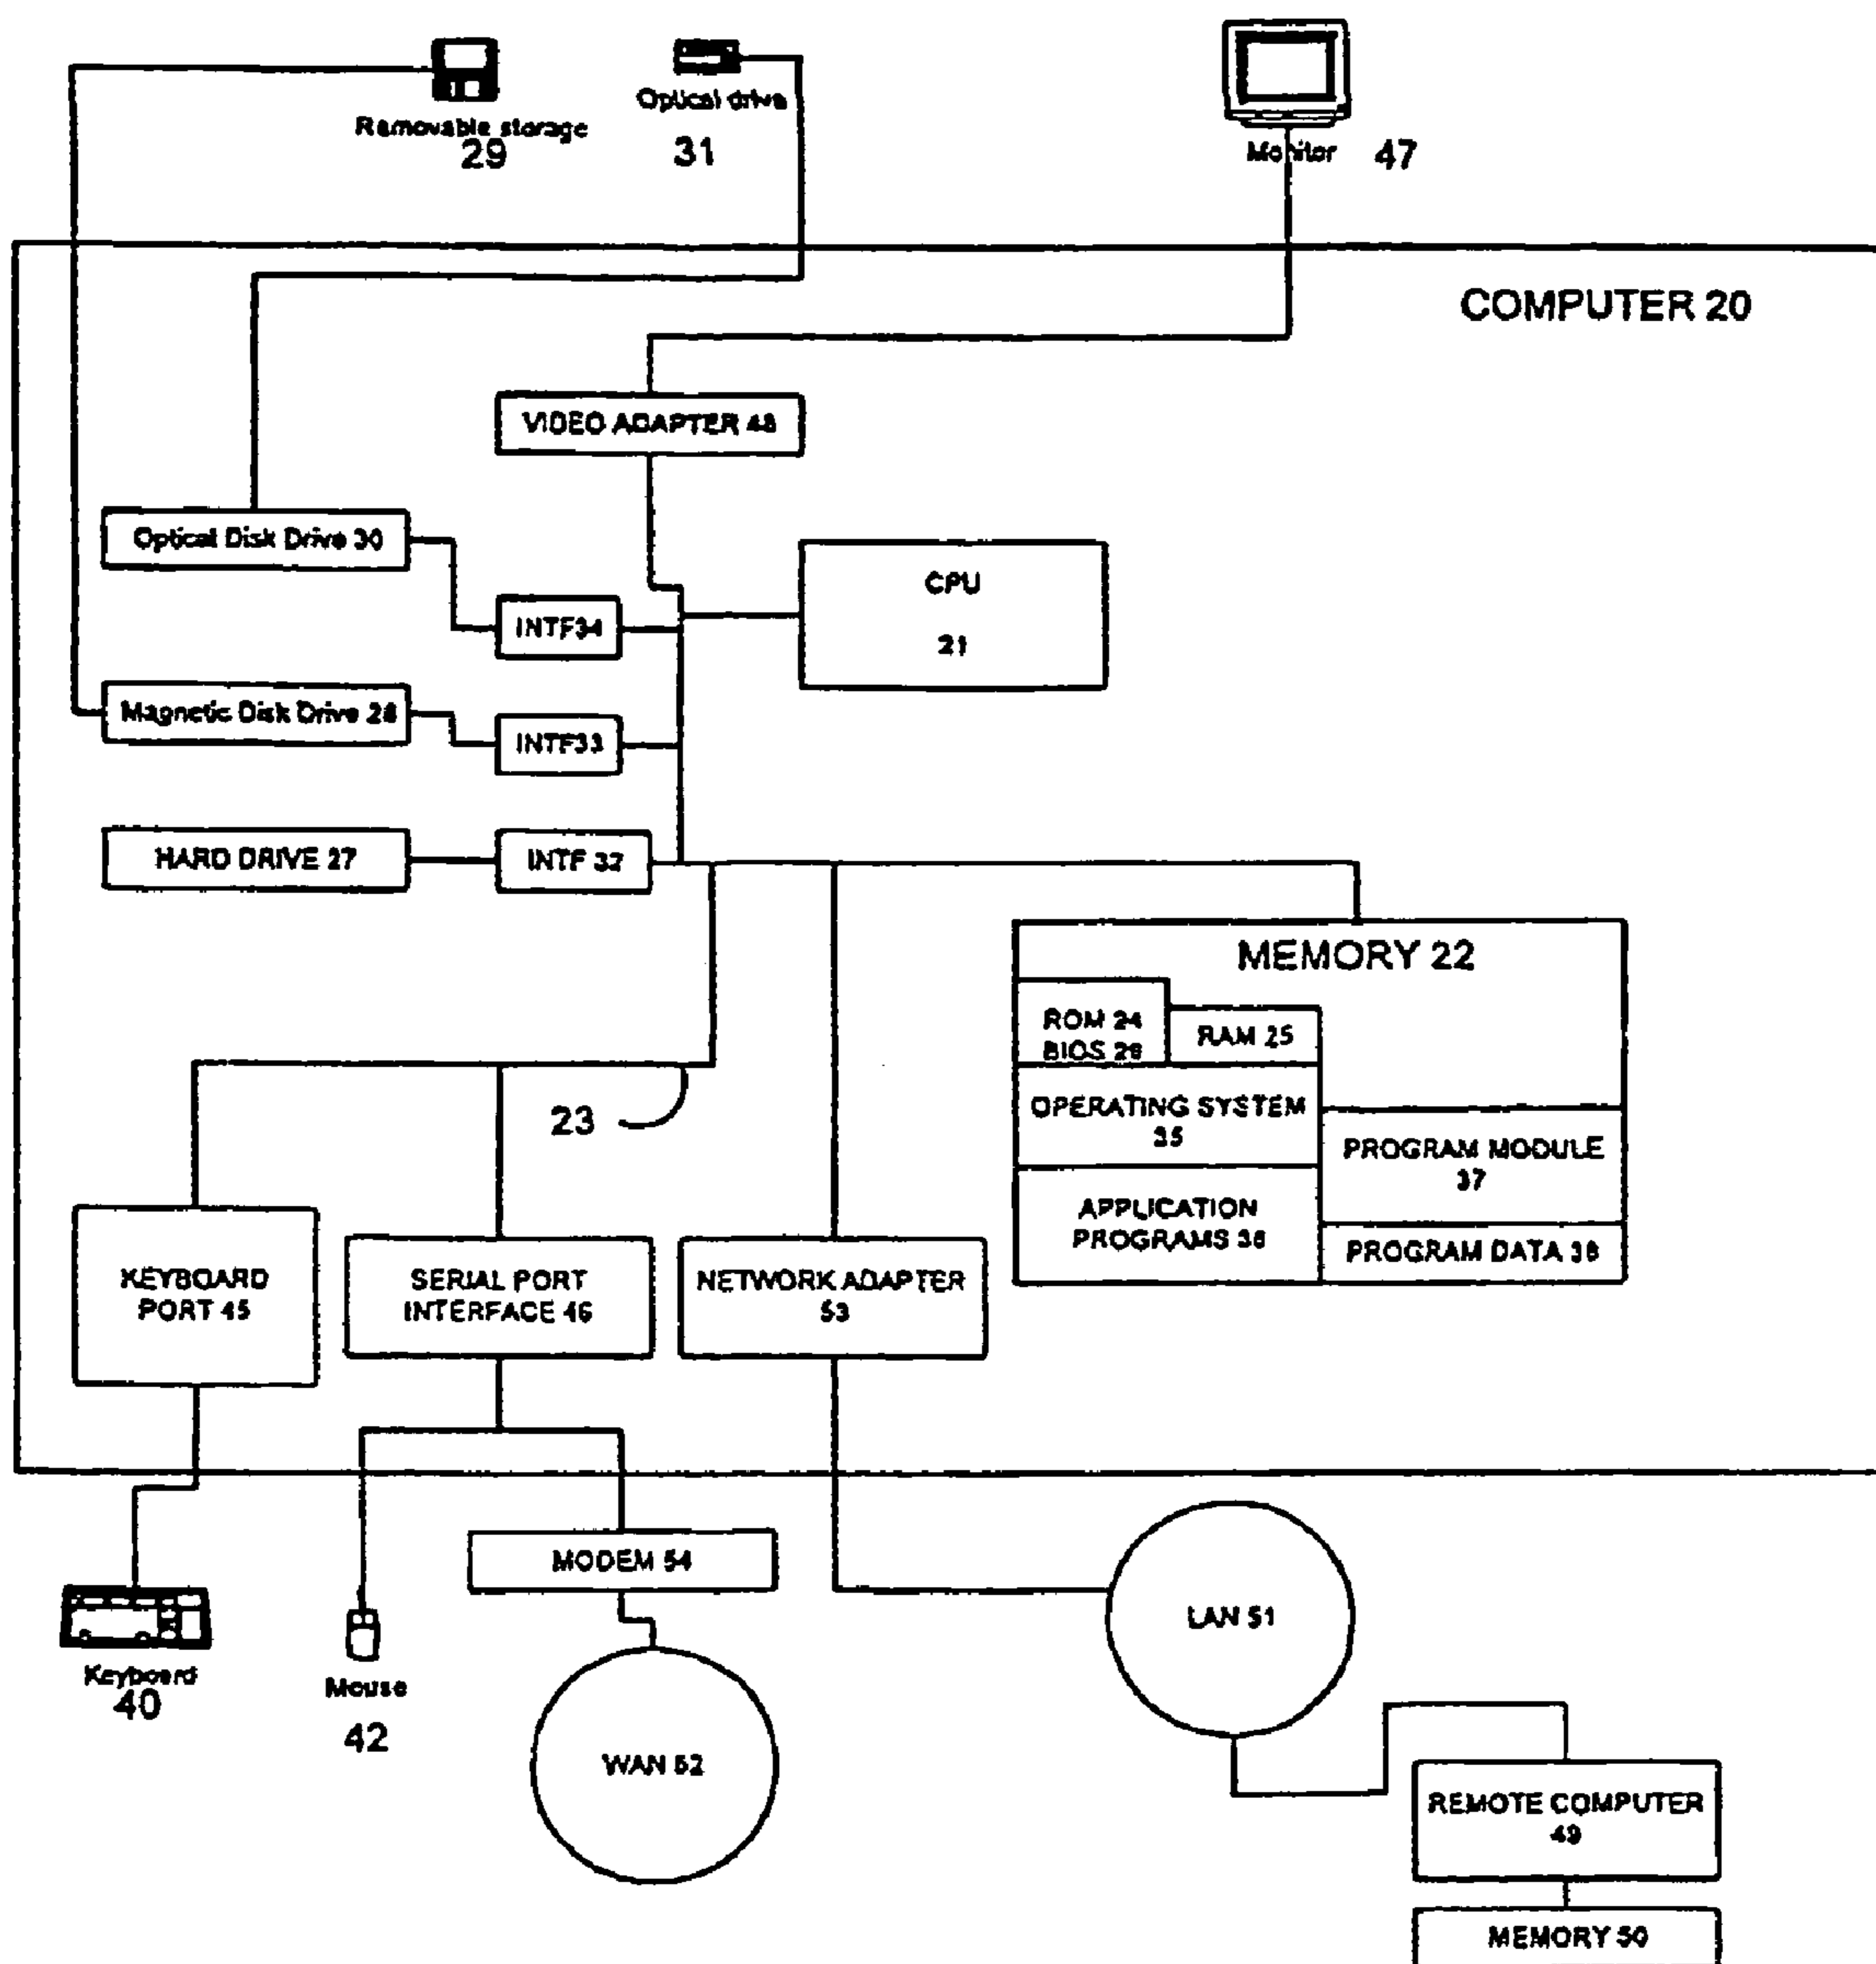 Removable storage
29
Optical drive
31
Monitor
47
COMPUTER 20
VIDEO ADAPTER 48
Optical Disk Drive 30
CPU
21
INTF34
Magnetic Disk Drive 28
INTF33
HARD DRIVE 27
INTF 32
MEMORY 22
ROM 24
BIOS 26
RAM 25
OPERATING SYSTEM
35
PROGRAM MODULE
37
APPLICATION
PROGRAMS 36
PROGRAM DATA 38
23
KEYBOARD
PORT 45
SERIAL PORT
INTERFACE 46
NETWORK ADAPTER
53
MODEM 54
LAN 51
Keyboard
40
Mouse
42
WAN 52
REMOTE COMPUTER
49
MEMORY 50